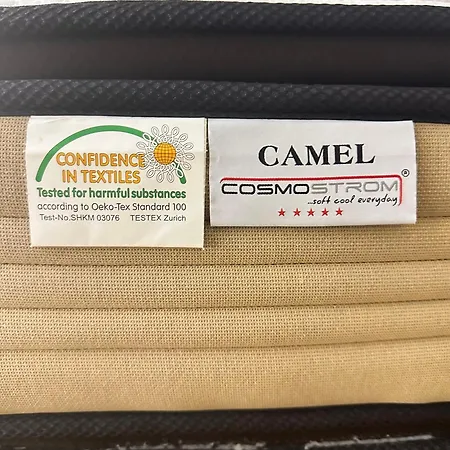 CONFIDENCE
IN TEXTILES
Tested for harmful substances
according to Oeko-Tex Standard 100
Test-No.SHKM 03076 TESTEX Zurich
CAMEL
COSMOSTROM®
...soft cool everyday